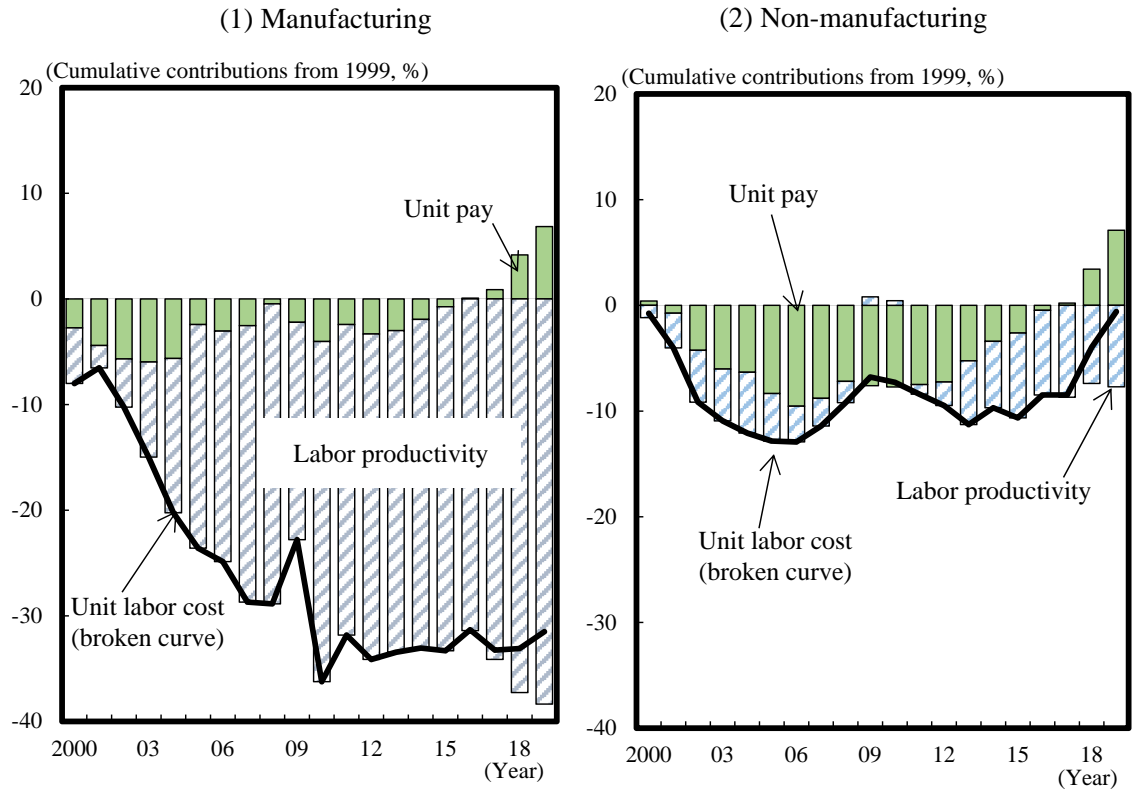 (1) Manufacturing
(Cumulative contributions from 1999, %)
20
10
0
-10
-20
-30
-40
Unit pay
Labor productivity
Unit labor cost
(broken curve)
2000 03 06 09 12 15 18
(Year)
(2) Non-manufacturing
(Cumulative contributions from 1999, %)
20
10
0
-10
-20
-30
-40
Unit pay
Labor productivity
Unit labor cost
(broken curve)
2000 03 06 09 12 15 18
(Year)